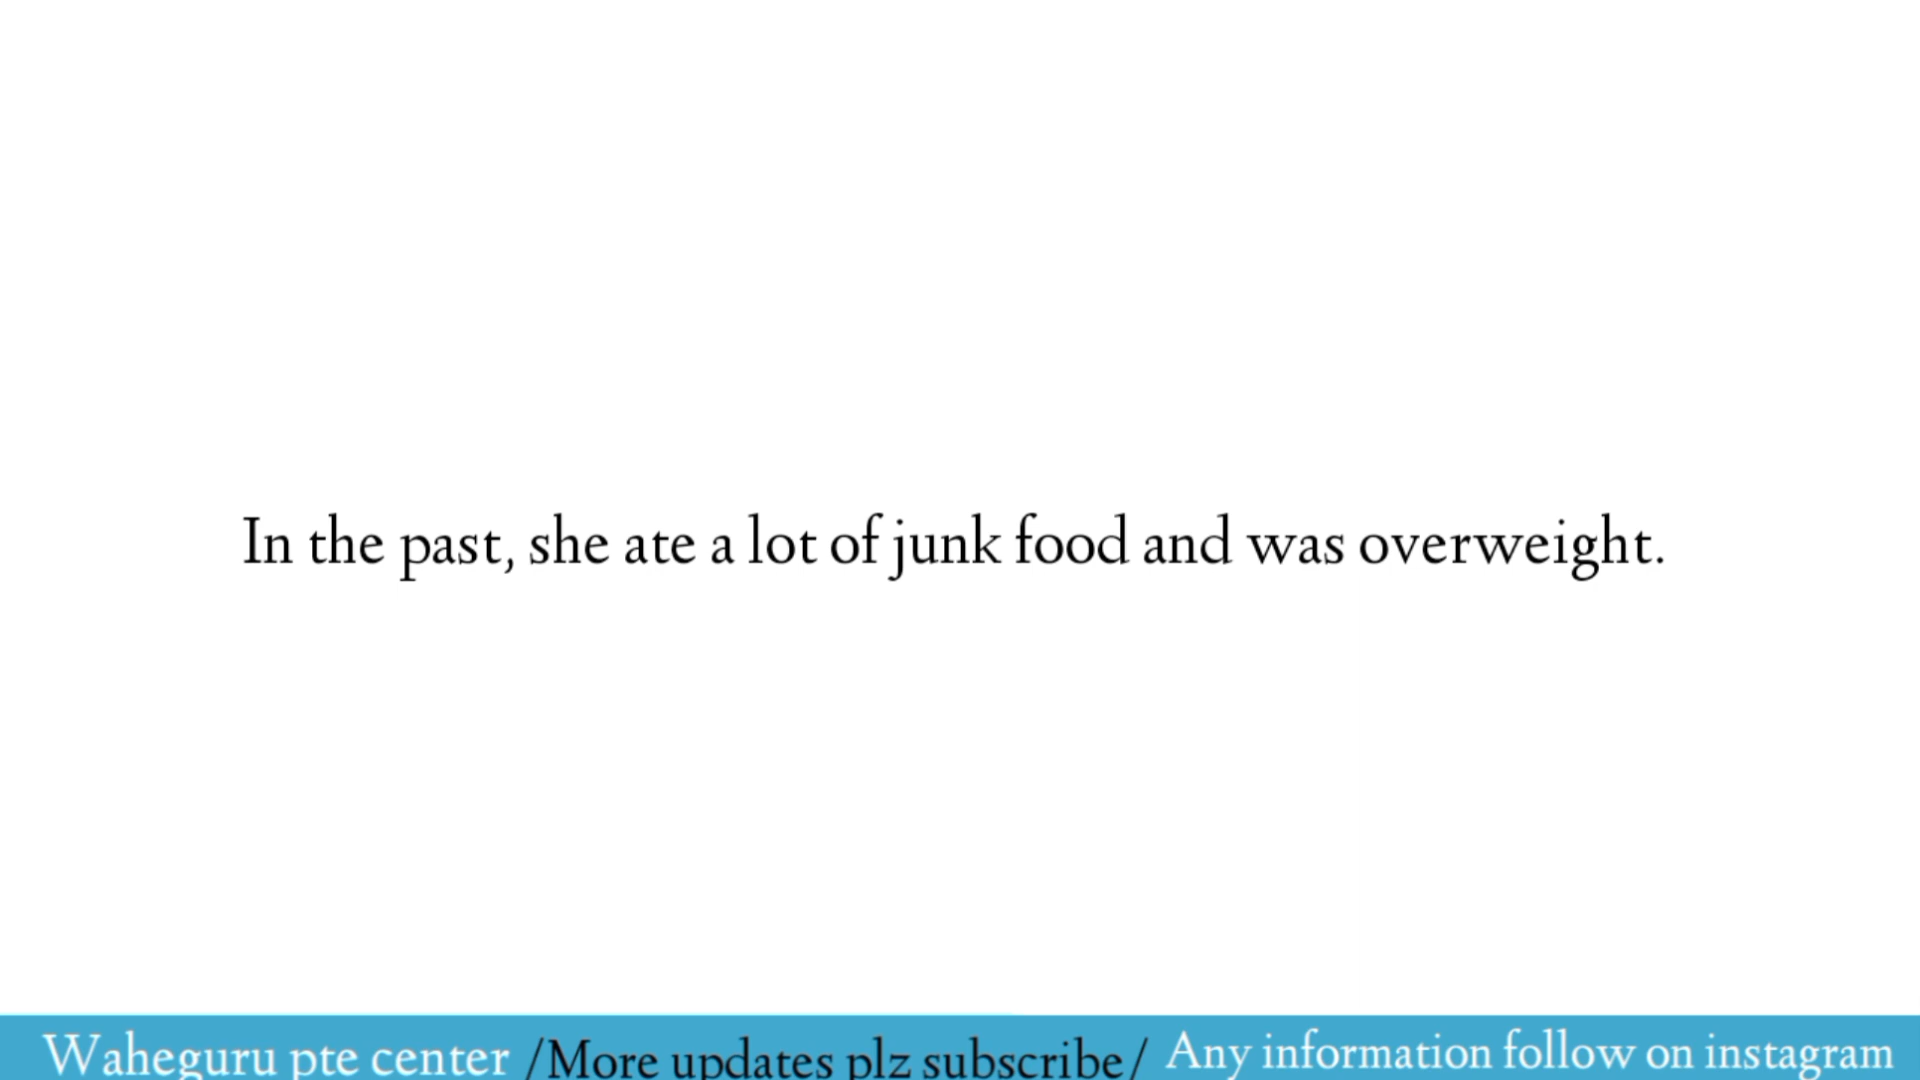 In the past, she ate a lot of junk food and was overweight.
Waheguru pte center /More updates plz subscribe/ Any information follow on instagram